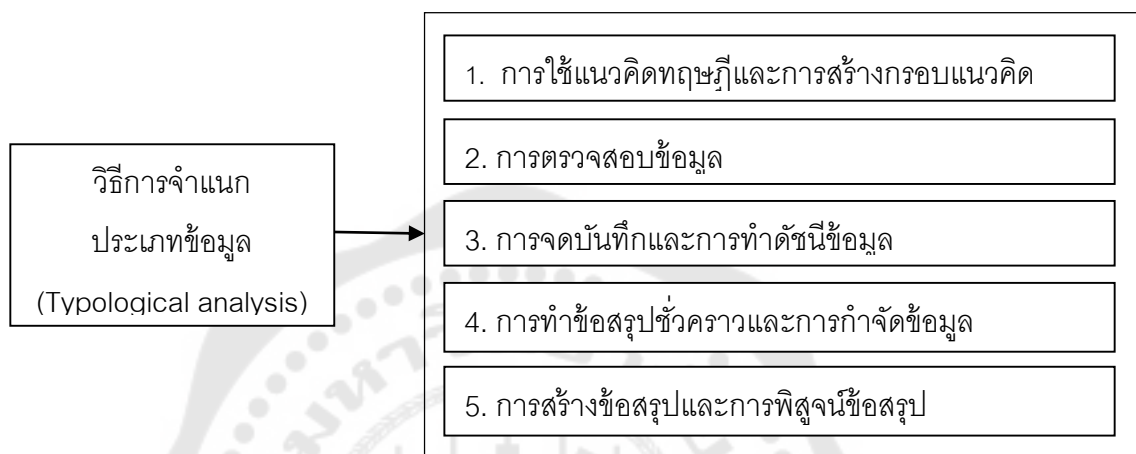 วิธีการจำแนก
ประเภทข้อมูล
(Typological analysis)
1. การใช้แนวคิดทฤษฎีและการสร้างกรอบแนวคิด
2. การตรวจสอบข้อมูล
3. การจดบันทึกและการทำดัชนีข้อมูล
4. การทำข้อสรุปชั่วคราวและการกำจัดข้อมูล
5. การสร้างข้อสรุปและการพิสูจน์ข้อสรุป